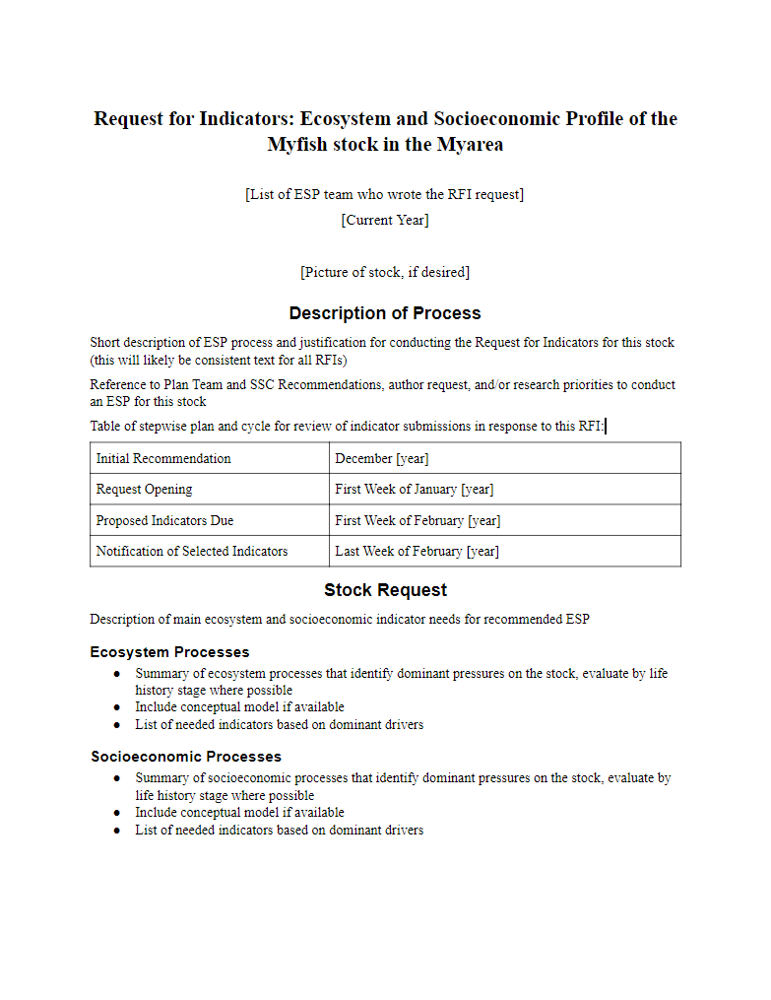 Request for Indicators: Ecosystem and Socioeconomic Profile of the
Myfish stock in the Myarea
[List of ESP team who wrote the RFI request]
[Current Year]
[Picture of stock, if desired]
Description of Process
Short description of ESP process and justification for conducting the Request for Indicators for this stock
(this will likely be consistent text for all RFIs)
Reference to Plan Team and SSC Recommendations, author request, and/or research priorities to conduct
an ESP for this stock
Table of stepwise plan and cycle for review of indicator submissions in response to this RFI:
Initial Recommendation December [year]
Request Opening First Week of January [year]
Proposed Indicators Due First Week of February [year]
Notification of Selected Indicators Last Week of February [year]
Stock Request
Description of main ecosystem and socioeconomic indicator needs for recommended ESP
Ecosystem Processes
● Summary of ecosystem processes that identify dominant pressures on the stock, evaluate by life
history stage where possible
● Include conceptual model if available
● List of needed indicators based on dominant drivers
Socioeconomic Processes
● Summary of socioeconomic processes that identify dominant pressures on the stock, evaluate by
life history stage where possible
● Include conceptual model if available
● List of needed indicators based on dominant drivers